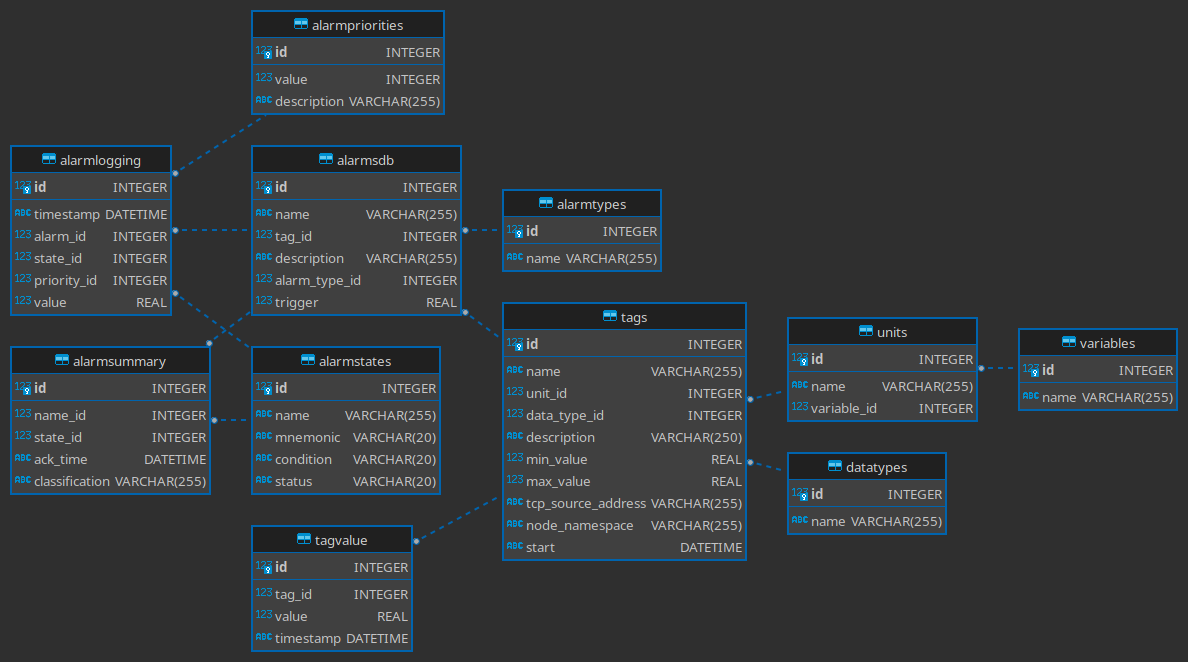 alarmpriorities
123 id INTEGER
123 value INTEGER
ABC description VARCHAR(255)
alarmlogging
123 id INTEGER
ABC timestamp DATETIME
123 alarm_id INTEGER
123 state_id INTEGER
123 priority_id INTEGER
123 value REAL
alarmsdb
123 id INTEGER
ABC name VARCHAR(255)
123 tag_id INTEGER
ABC description VARCHAR(255)
123 alarm_type_id INTEGER
123 trigger REAL
alarmtypes
123 id INTEGER
ABC name VARCHAR(255)
alarmsummary
123 id INTEGER
123 name_id INTEGER
123 state_id INTEGER
ABC ack_time DATETIME
ABC classification VARCHAR(255)
alarmstates
123 id INTEGER
ABC name VARCHAR(255)
ABC mnemonic VARCHAR(20)
ABC condition VARCHAR(20)
ABC status VARCHAR(20)
tags
123 id INTEGER
ABC name VARCHAR(255)
123 unit_id INTEGER
123 data_type_id INTEGER
ABC description VARCHAR(250)
123 min_value REAL
123 max_value REAL
ABC tcp_source_address VARCHAR(255)
ABC node_namespace VARCHAR(255)
ABC start DATETIME
units
123 id INTEGER
ABC name VARCHAR(255)
123 variable_id INTEGER
variables
123 id INTEGER
ABC name VARCHAR(255)
datatypes
123 id INTEGER
ABC name VARCHAR(255)
tagvalue
123 id INTEGER
123 tag_id INTEGER
123 value REAL
ABC timestamp DATETIME